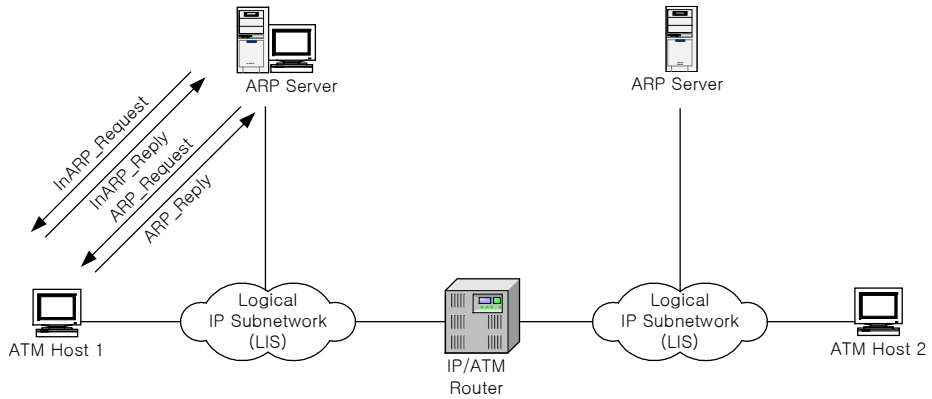 ARP Server
ARP Server
InARP_Request
InARP_Reply
ARP_Request
ARP_Reply
Logical
IP Subnetwork
(LIS)
Logical
IP Subnetwork
(LIS)
ATM Host 1
IP/ATM
Router
ATM Host 2